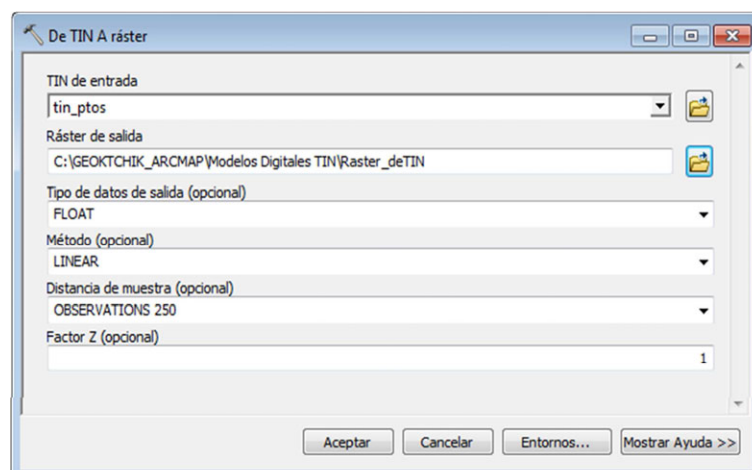 De TIN A ráster
TIN de entrada
tin_ptos
Ráster de salida
C:\GEOKTCHIK_ARCMAP\Modelos Digitales TIN\Raster_deTIN
Tipo de datos de salida (opcional)
FLOAT
Método (opcional)
LINEAR
Distancia de muestra (opcional)
OBSERVATIONS 250
Factor Z (opcional)
1
Aceptar Cancelar Entornos... Mostrar Ayuda >>